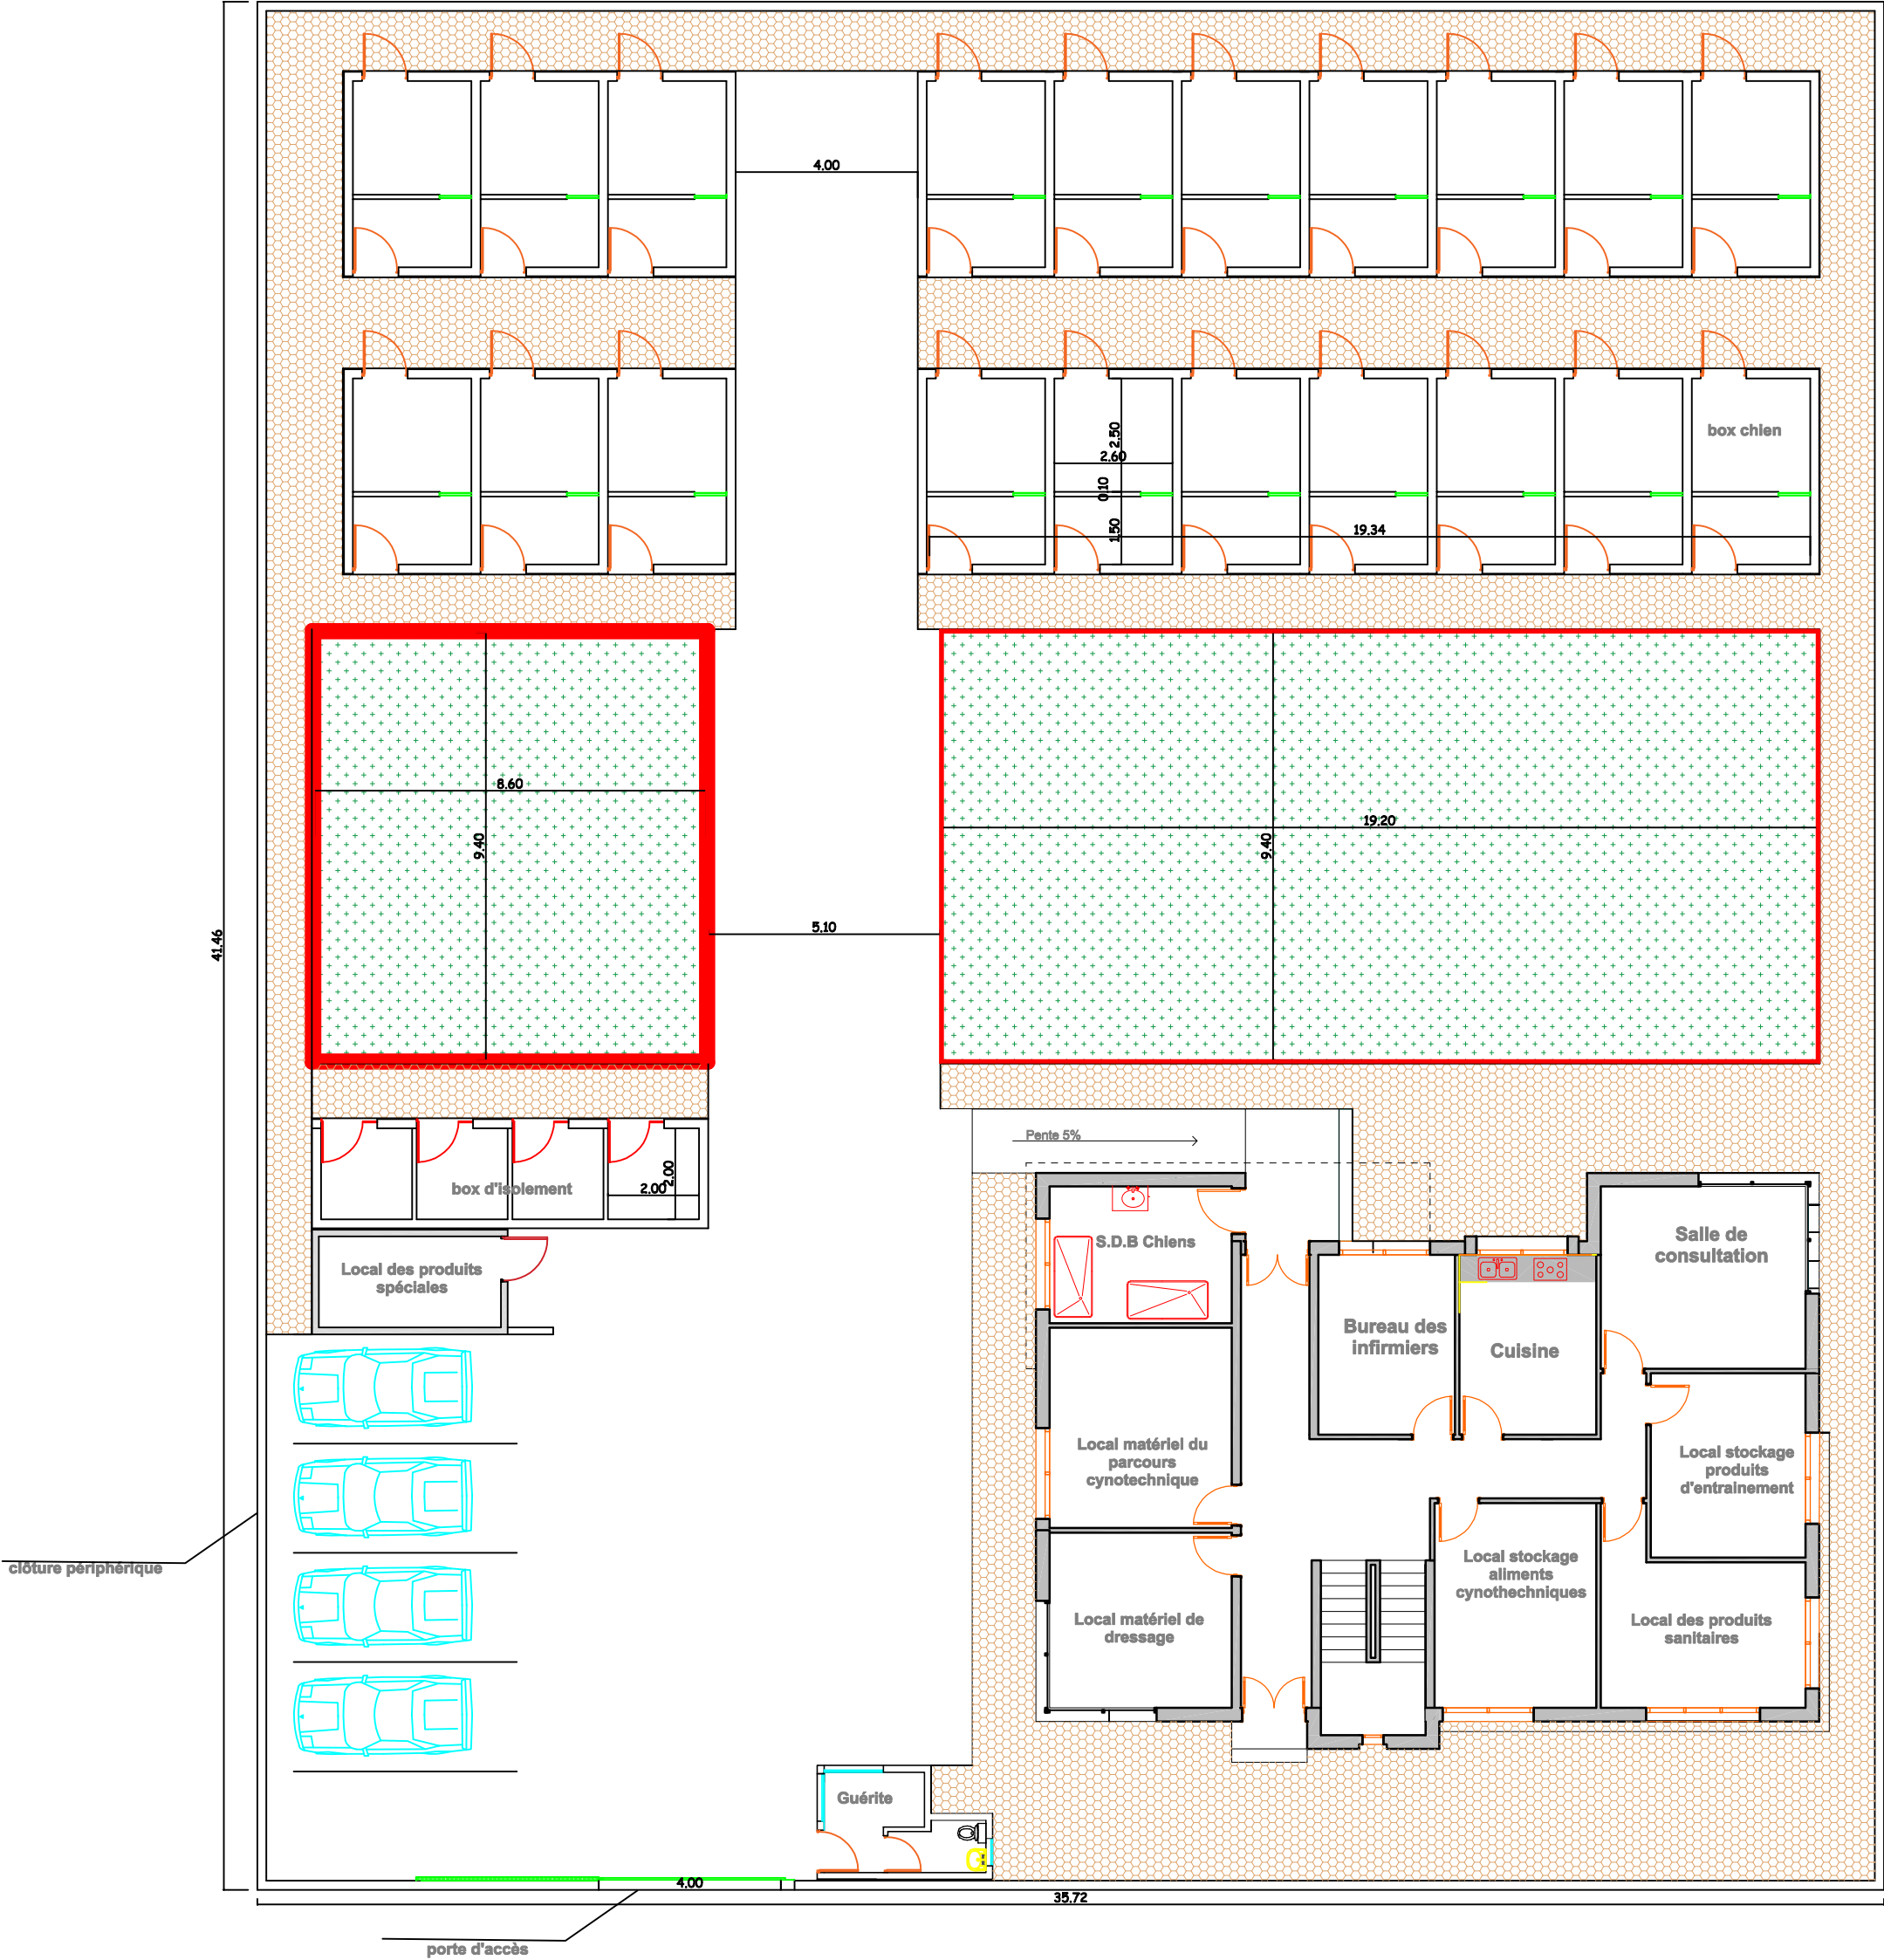 4.00
box chien
2.50
2.60
0.10
1.50
19.34
8.60
9.40
19.20
9.40
5.10
41.46
Pente 5%
box d'isolement
2.00
2.00
S.D.B Chiens
Salle de
consultation
Local des produits
spéciales
Bureau des
infirmiers
Cuisine
Local matériel du
parcours
cynotechnique
Local stockage
produits
d'entrainement
clôture périphérique
Local stockage
aliments
cynothechniques
Local matériel de
dressage
Local des produits
sanitaires
Guérite
4.00
35.72
porte d'accès